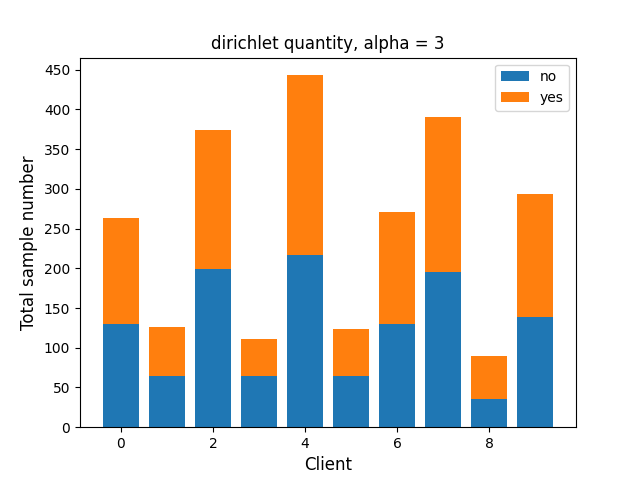 dirichlet quantity, alpha = 3
no
yes
450
400
350
300
250
200
150
100
50
0
Total sample number
0 2 4 6 8
Client